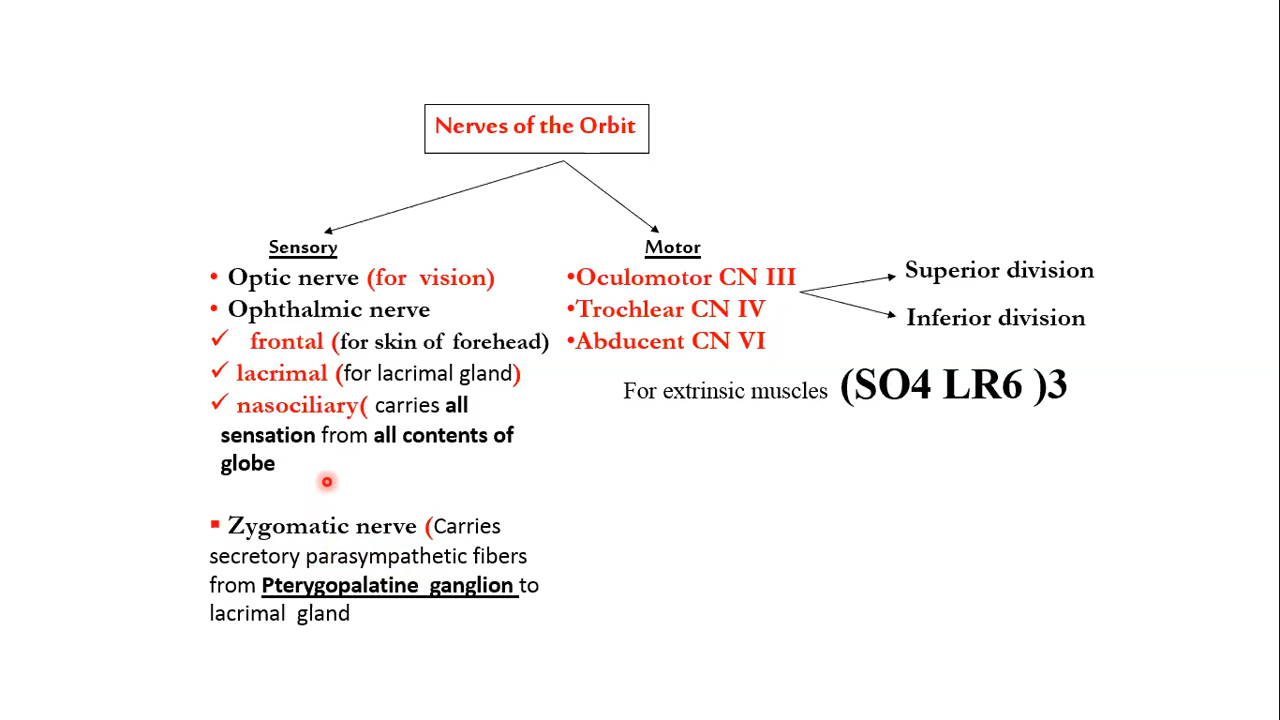 Nerves of the Orbit
Sensory
• Optic nerve (for vision)
• Ophthalmic nerve
✓ frontal (for skin of forehead)
✓ lacrimal (for lacrimal gland)
✓ nasociliary( carries all
sensation from all contents of
globe
▪ Zygomatic nerve (Carries
secretory parasympathetic fibers
from Pterygopalatine ganglion to
lacrimal gland
Motor
•Oculomotor CN III
•Trochlear CN IV
•Abducent CN VI
Superior division
Inferior division
For extrinsic muscles (SO4 LR6 )3